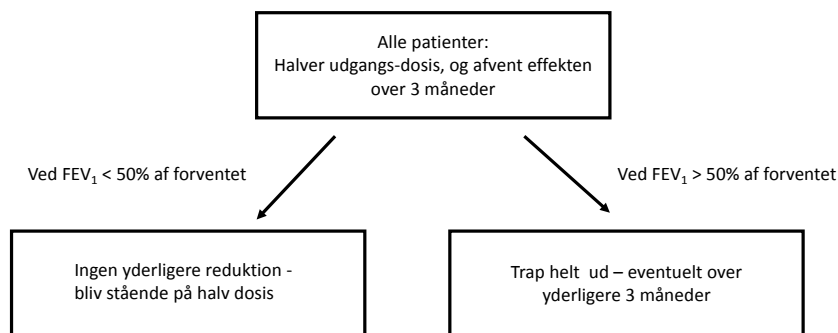 Alle patienter:
Halver udgangs-dosis, og afvent effekten
over 3 måneder
Ved FEV₁ < 50% af forventet
Ved FEV₁ > 50% af forventet
Ingen yderligere reduktion -
bliv stående på halv dosis
Trap helt ud – eventuelt over
yderligere 3 måneder